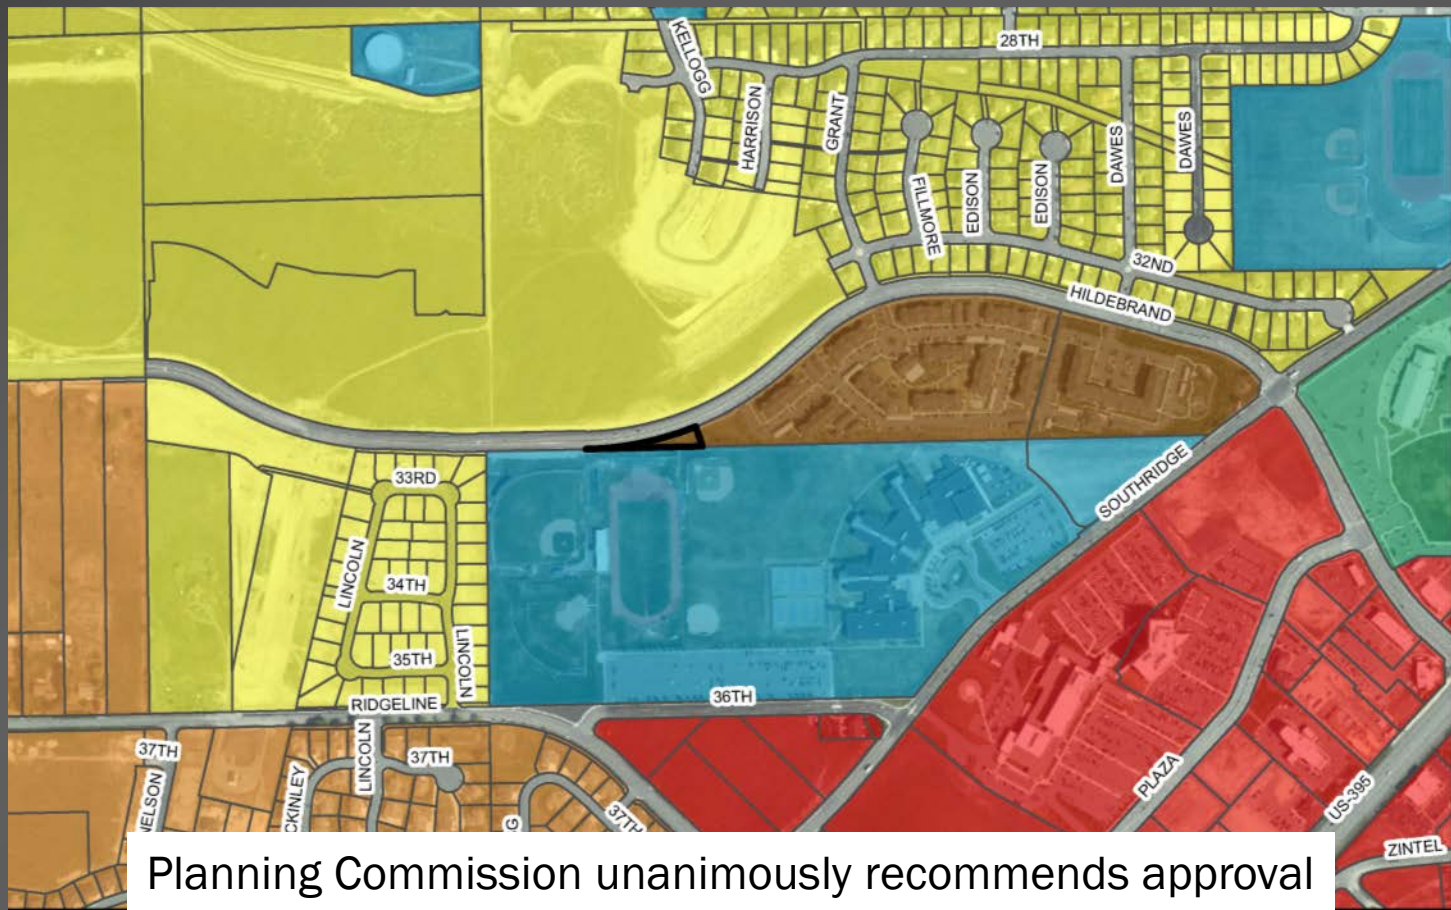 KELLOGG
28TH
HARRISON
GRANT
DAWES
DAWES
FILLMORE
EDISON
EDISON
32ND
HILDEBRAND
33RD
SOUTHRIDGE
LINCOLN
34TH
LINCOLN
35TH
36TH
RIDGELINE
37TH
LINCOLN
37TH
NELSON
CKINLEY
G
37TH
PLAZA
US-395
ZINTEL
Planning Commission unanimously recommends approval